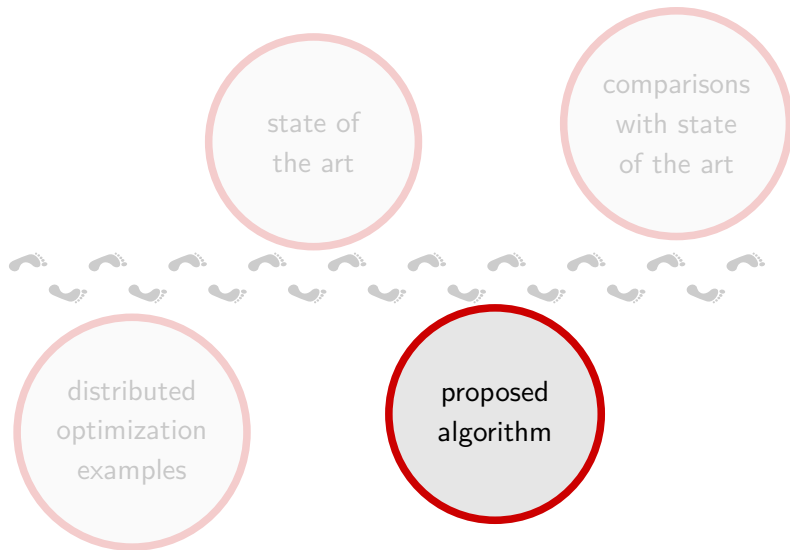 state of
the art
comparisons
with state
of the art
distributed
optimization
examples
proposed
algorithm